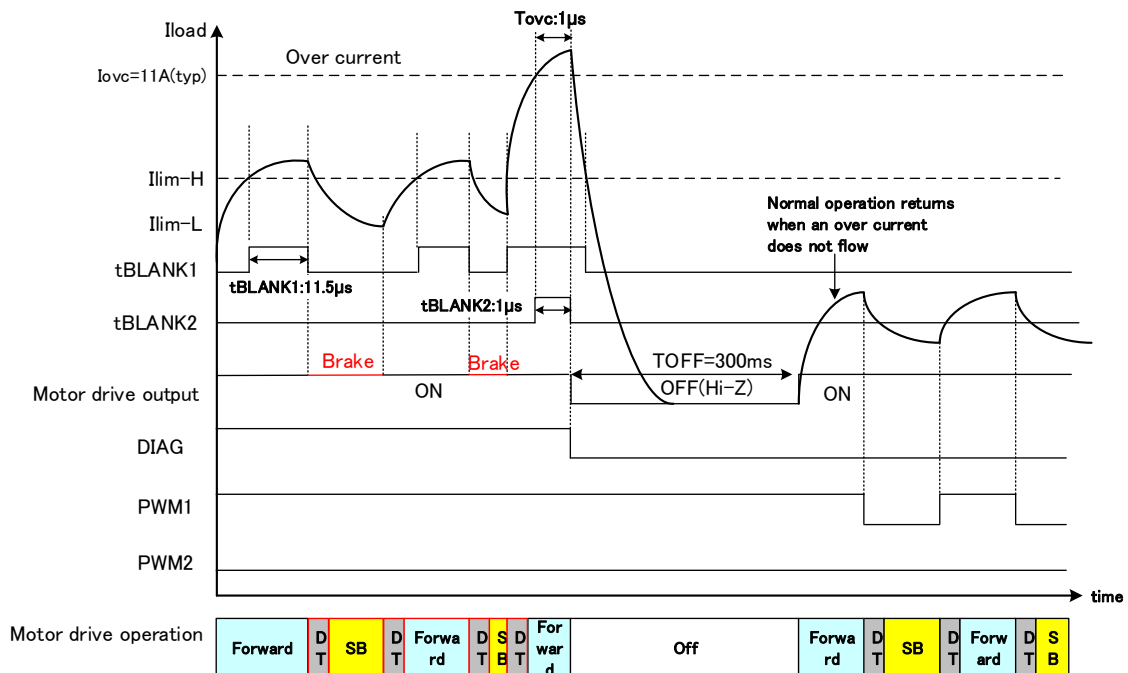 Tovc:1μs
Iload
Over current
Iovc=11A(typ)
Ilim-H
Ilim-L
Normal operation returns
when an over current
does not flow
tBLANK1
tBLANK1:11.5μs
tBLANK2:1μs
tBLANK2
Brake
Brake
TOFF=300ms
Motor drive output
ON
OFF(Hi-Z)
ON
DIAG
PWM1
PWM2
time
Motor drive operation
Forward
D
T
SB
D
T
Forwa
rd
D
T
S
B
D
T
For
war
d
Off
Forwa
rd
D
T
SB
D
T
Forw
ard
D
T
S
B